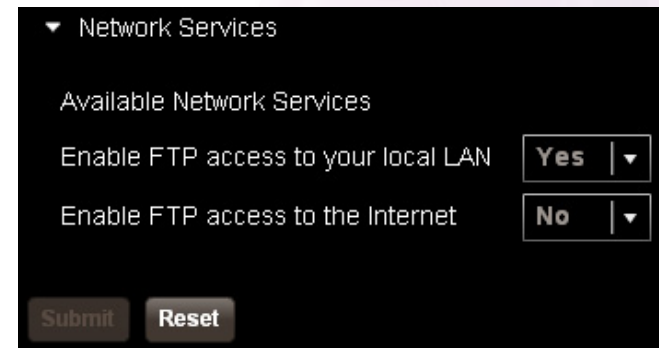 Network Services
Available Network Services
Enable FTP access to your local LAN Yes
Enable FTP access to the Internet No
Submit Reset